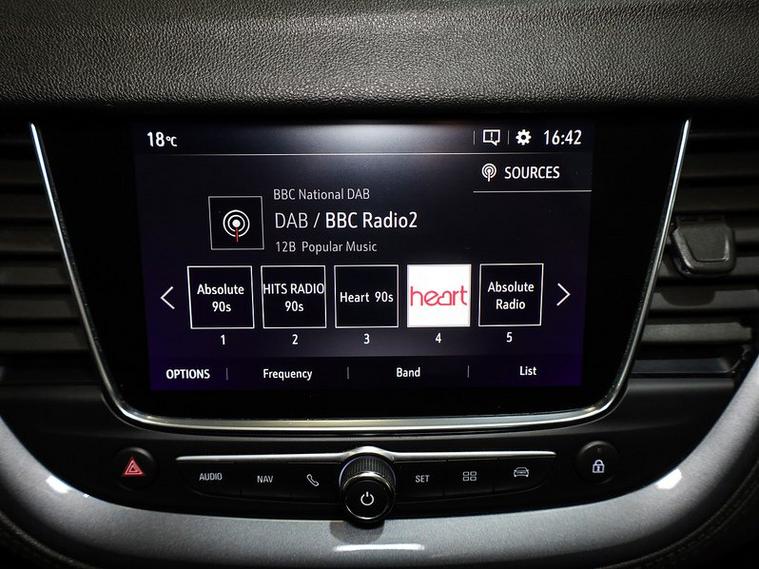 18°C 16:42
SOURCES
BBC National DAB
DAB / BBC Radio2
12B Popular Music
Absolute 90s
HITS RADIO 90s
Heart 90s
heart
Absolute Radio
1 2 3 4 5
OPTIONS Frequency Band List
AUDIO NAV SET